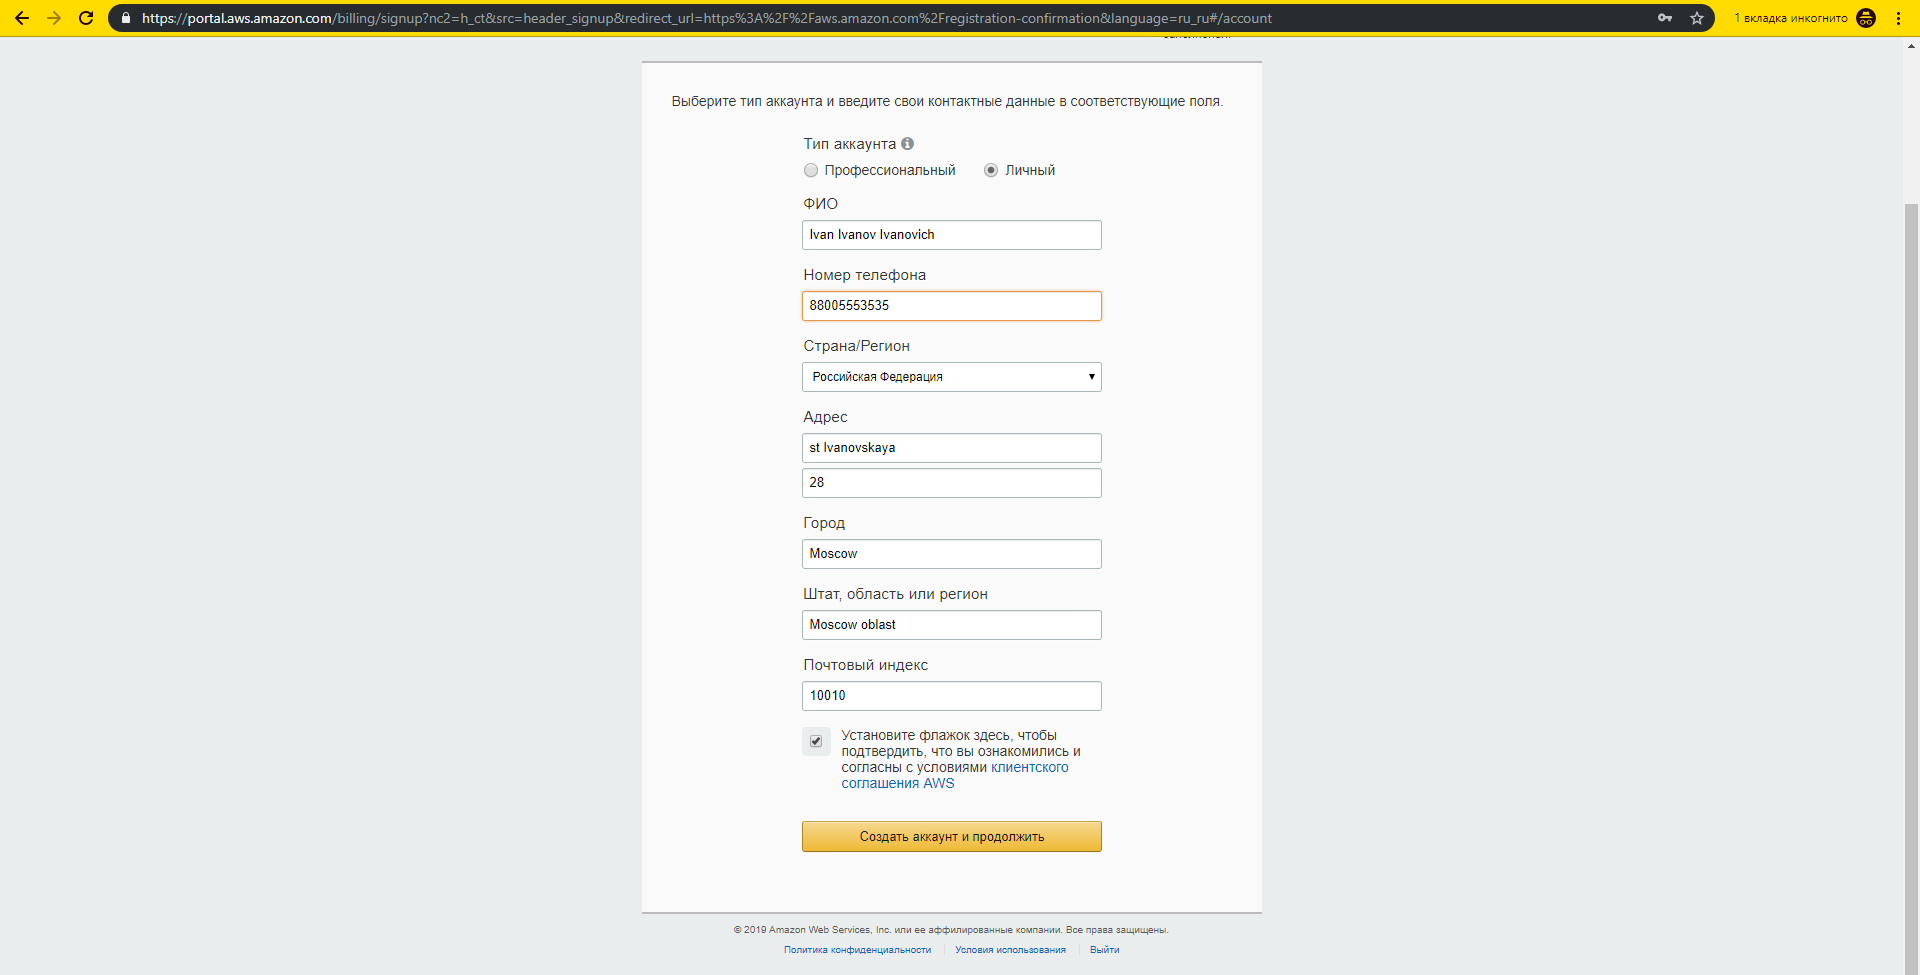 https://portal.aws.amazon.com/billing/signup?nc2=h_ct&src=header_signup&redirect_url=https%3A%2F%2Faws.amazon.com%2Fregistration-confirmation&language=ru_ru#/account
1 вкладка инкогнито
Выберите тип аккаунта и введите свои контактные данные в соответствующие поля.
Тип аккаунта
Профессиональный
Личный
ФИО
Ivan Ivanov Ivanovich
Номер телефона
88005553535
Страна/Регион
Российская Федерация
Адрес
st Ivanovskaya
28
Город
Moscow
Штат, область или регион
Moscow oblast
Почтовый индекс
10010
Установите флажок здесь, чтобы
подтвердить, что вы ознакомились и
согласны с условиями клиентского
соглашения AWS
Создать аккаунт и продолжить
© 2019 Amazon Web Services, Inc. или ее аффилированные компании. Все права защищены.
Политика конфиденциальности
Условия использования
Выйти